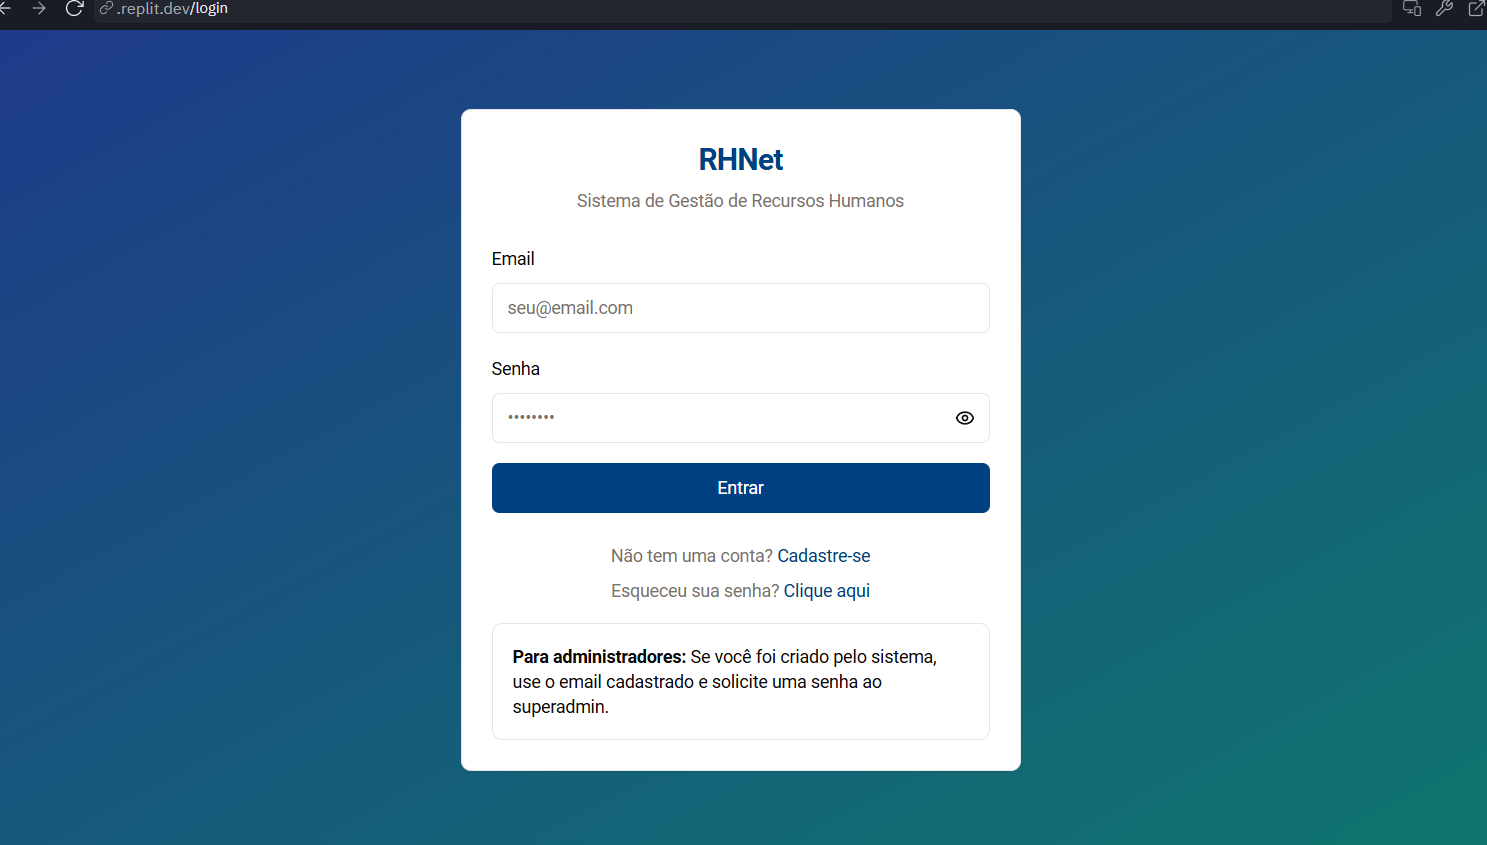 .replit.dev/login
RHNet
Sistema de Gestão de Recursos Humanos
Email
seu@email.com
Senha
••••••••
Entrar
Não tem uma conta? Cadastre-se
Esqueceu sua senha? Clique aqui
Para administradores: Se você foi criado pelo sistema,
use o email cadastrado e solicite uma senha ao
superadmin.